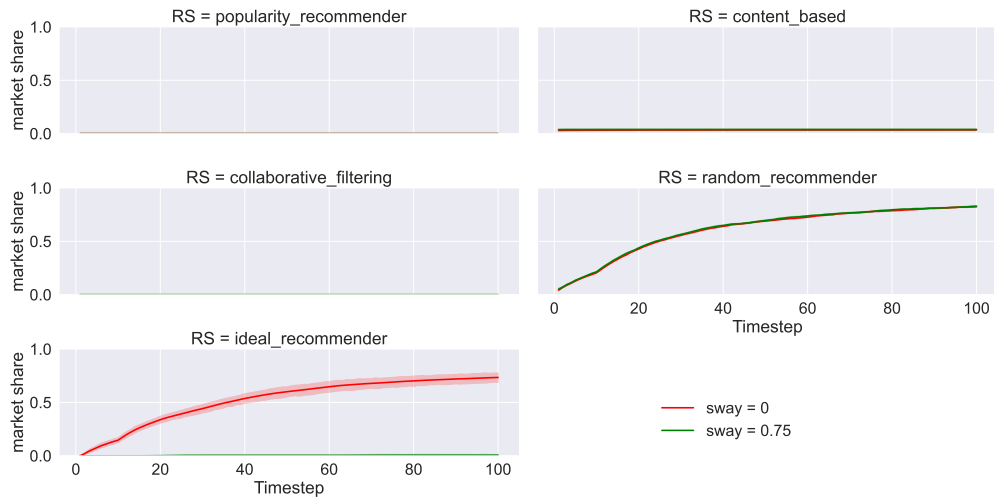 RS = popularity_recommender
1.0
0.5
0.0
market share
RS = content_based
RS = collaborative_filtering
1.0
0.5
0.0
market share
RS = random_recommender
0 20 40 60 80 100
Timestep
RS = ideal_recommender
1.0
0.5
0.0
market share
0 20 40 60 80 100
Timestep
sway = 0
sway = 0.75